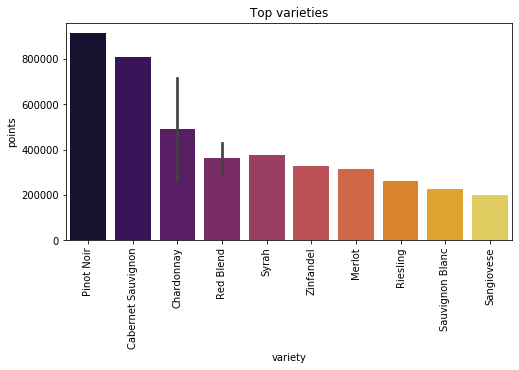 Top varieties
points
800000
600000
400000
200000
0
Pinot Noir
Cabernet Sauvignon
Chardonnay
Red Blend
Syrah
Zinfandel
Merlot
Riesling
Sauvignon Blanc
Sangiovese
variety